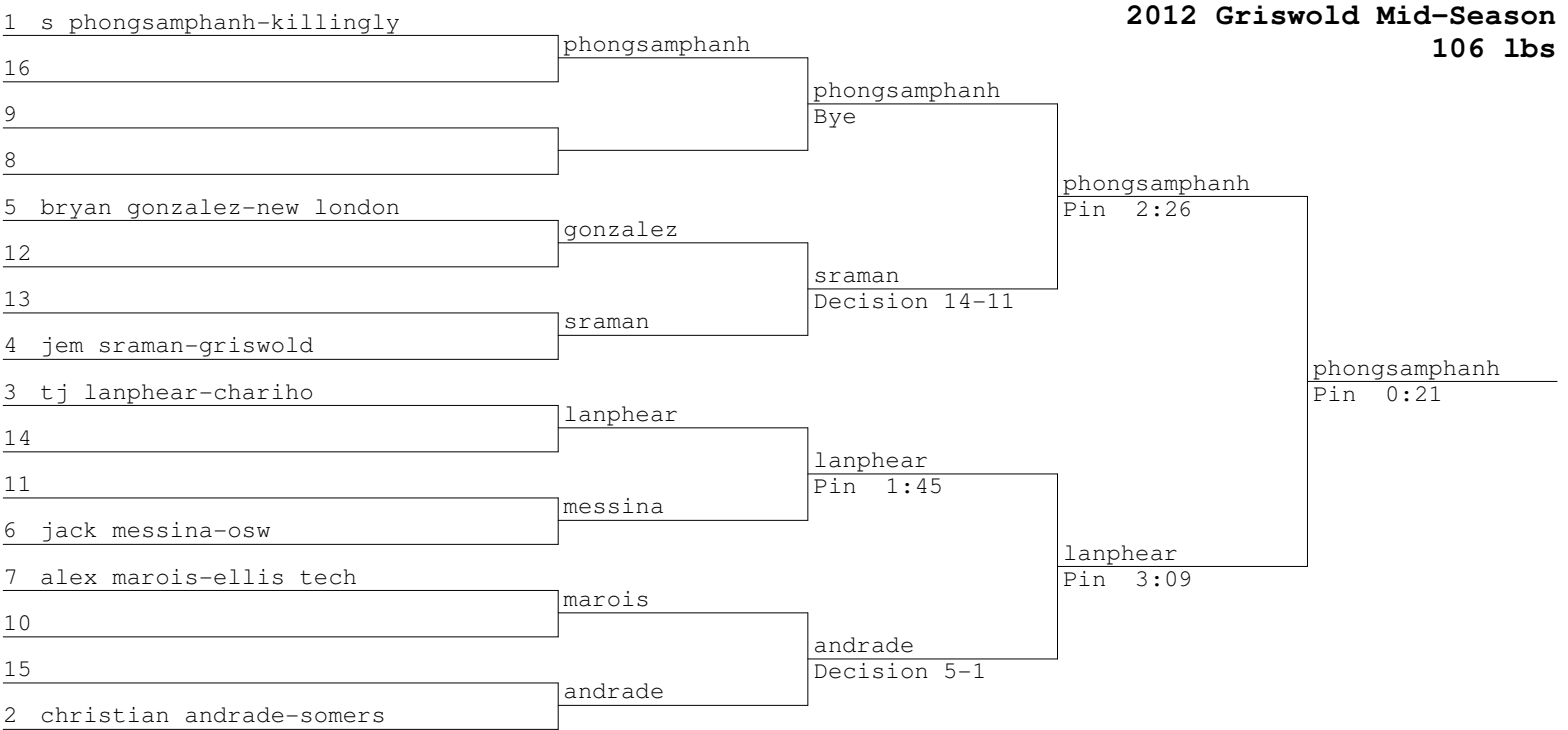 2012 Griswold Mid-Season
106 lbs
1 s phongsamphanh-killingly
16
9
8
5 bryan gonzalez-new london
12
13
4 jem sraman-griswold
3 tj lanphear-chariho
14
11
6 jack messina-osw
7 alex marois-ellis tech
10
15
2 christian andrade-somers
phongsamphanh
gonzalez
sraman
lanphear
messina
marois
andrade
phongsamphanh
Bye
sraman
Decision 14-11
lanphear
Pin 1:45
andrade
Decision 5-1
phongsamphanh
Pin 2:26
lanphear
Pin 3:09
phongsamphanh
Pin 0:21